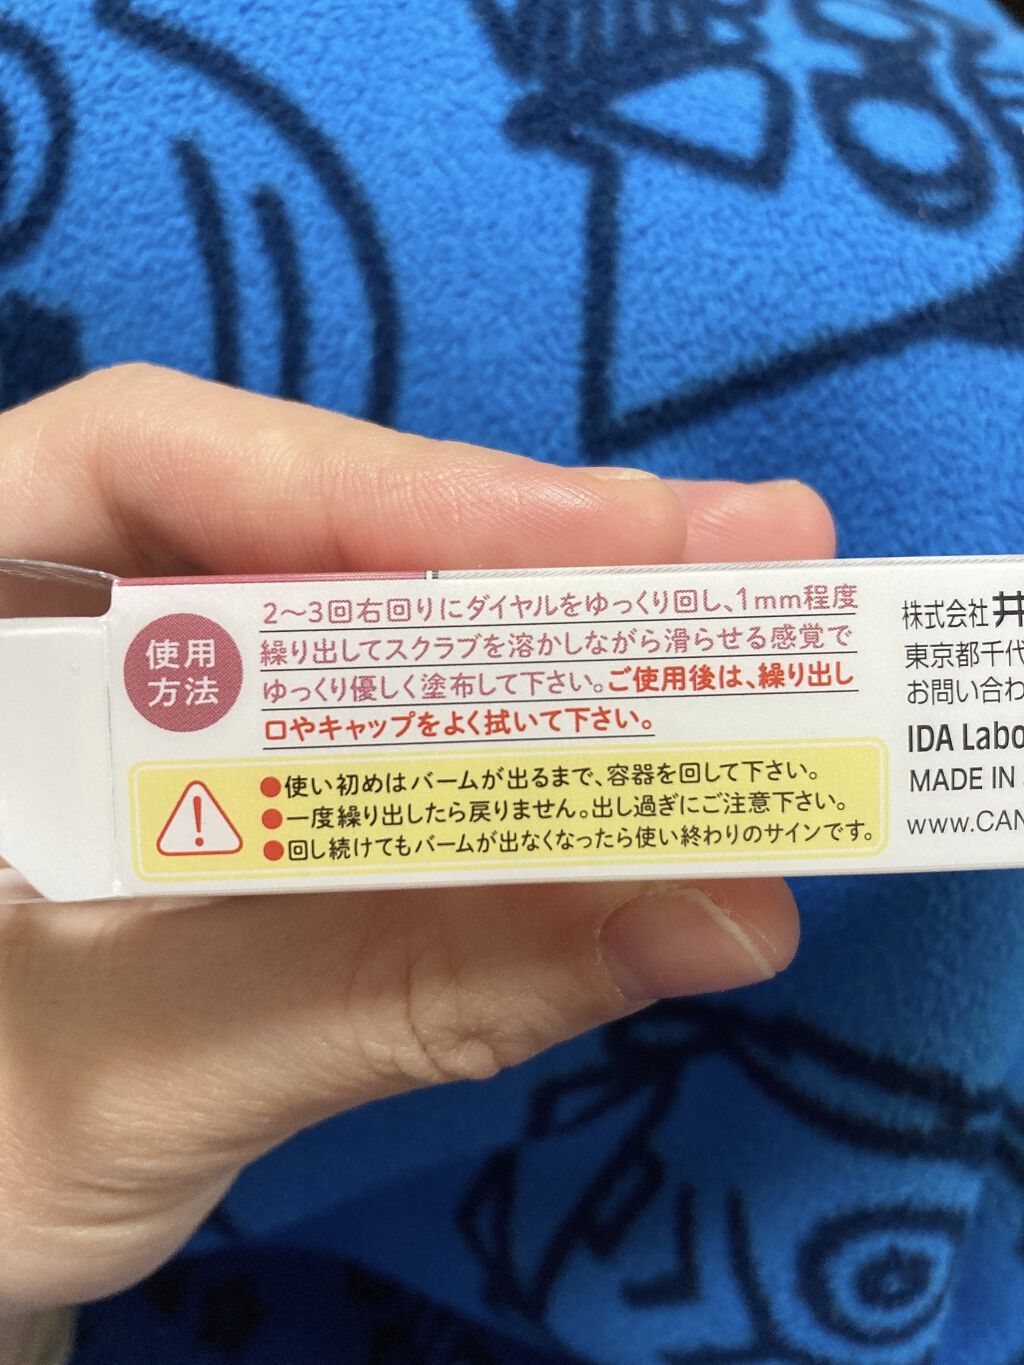 使用
方法
2〜3回右回りにダイヤルをゆっくり回し、1mm程度
繰り出してスクラブを溶かしながら滑らせる感覚で
ゆっくり優しく塗布して下さい。ご使用後は、繰り出し
口やキャップをよく拭いて下さい。
●使い初めはバームが出るまで、容器を回して下さい。
●一度繰り出したら戻りません。出し過ぎにご注意下さい。
●回し続けてもバームが出なくなったら使い終わりのサインです。
株式会社 井
東京都千代
お問い合わ
IDA Labo
MADE IN
www.CAN